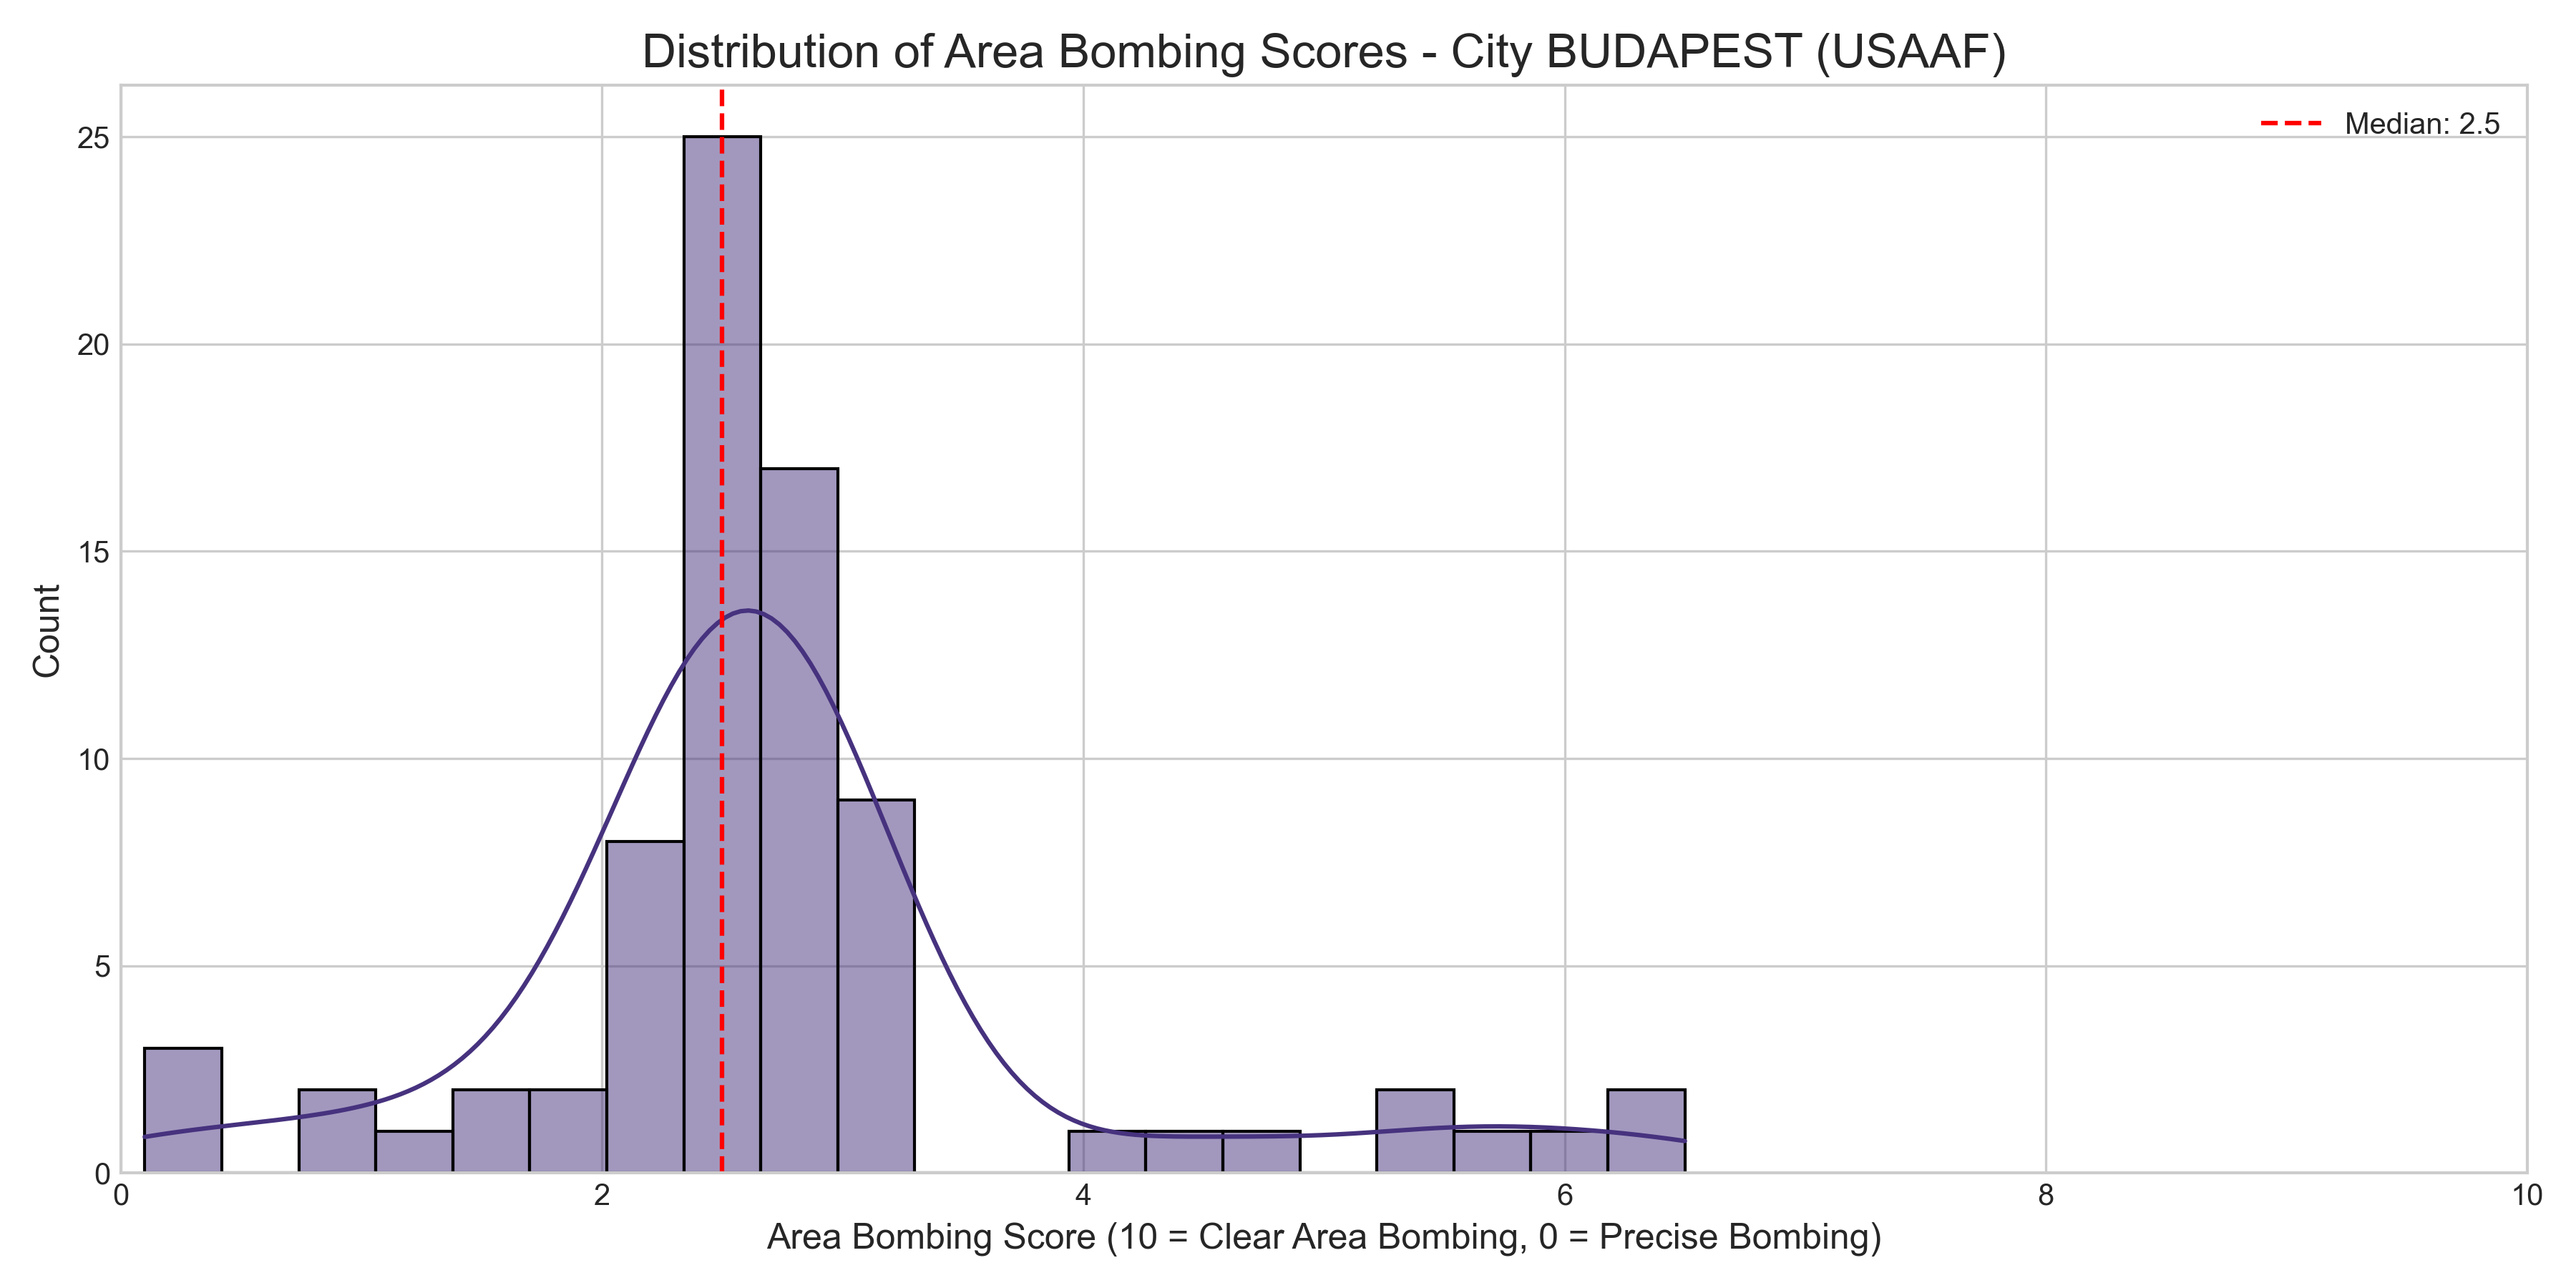 Distribution of Area Bombing Scores - City BUDAPEST (USAAF)
Median: 2.5
Count
25
20
15
10
5
0
0 2 4 6 8 10
Area Bombing Score (10 = Clear Area Bombing, 0 = Precise Bombing)